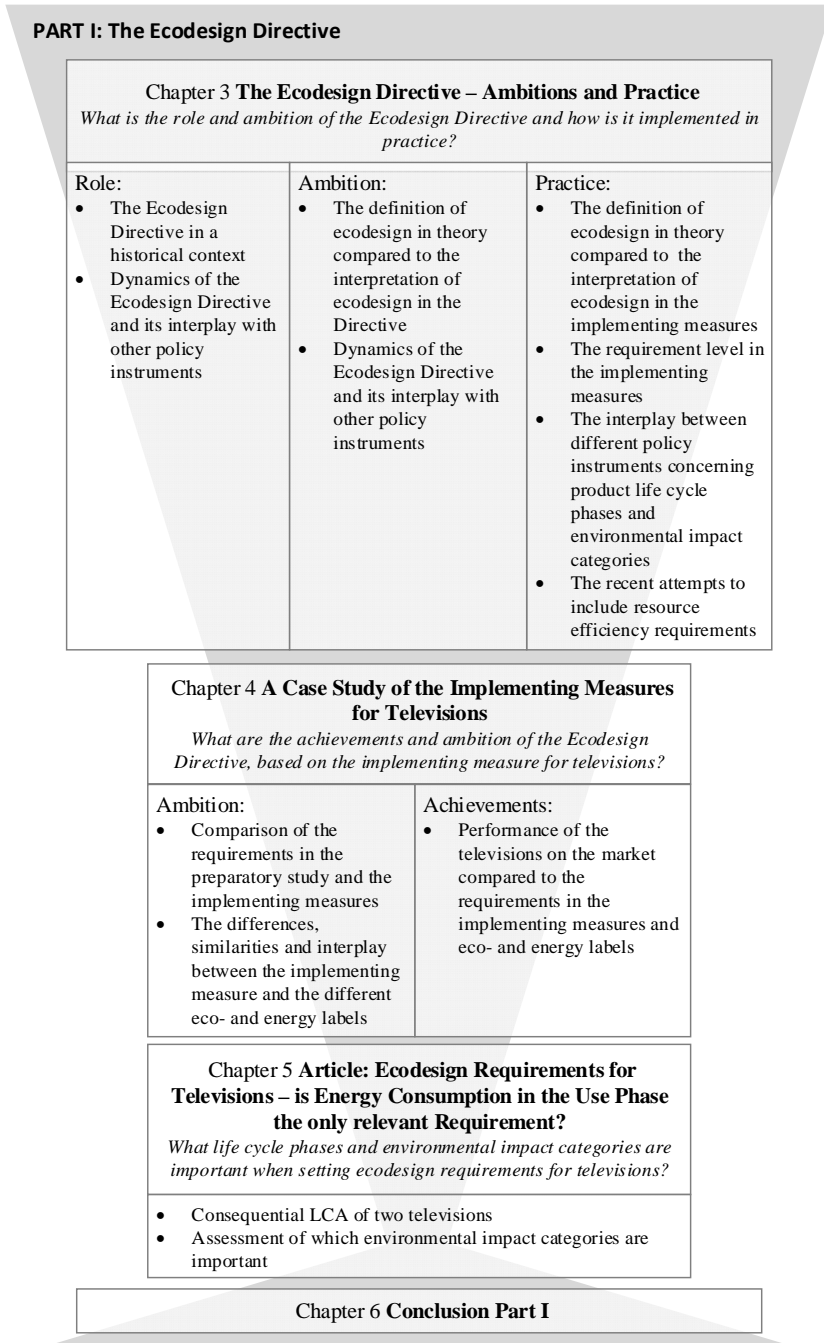 PART I: The Ecodesign Directive
Chapter 3 The Ecodesign Directive – Ambitions and Practice
What is the role and ambition of the Ecodesign Directive and how is it implemented in
practice?
Role:
• The Ecodesign
Directive in a
historical context
• Dynamics of the
Ecodesign Directive
and its interplay with
other policy
instruments
Ambition:
• The definition of
ecodesign in theory
compared to the
interpretation of
ecodesign in the
Directive
• Dynamics of the
Ecodesign Directive
and its interplay with
other policy
instruments
Practice:
• The definition of
ecodesign in theory
compared to the
interpretation of
ecodesign in the
implementing measures
• The requirement level in
the implementing
measures
• The interplay between
different policy
instruments concerning
product life cycle
phases and
environmental impact
categories
• The recent attempts to
include resource
efficiency requirements
Chapter 4 A Case Study of the Implementing Measures
for Televisions
What are the achievements and ambition of the Ecodesign
Directive, based on the implementing measure for televisions?
Ambition:
• Comparison of the
requirements in the
preparatory study and the
implementing measures
• The differences,
similarities and interplay
between the implementing
measure and the different
eco- and energy labels
Achievements:
• Performance of the
televisions on the market
compared to the
requirements in the
implementing measures and
eco- and energy labels
Chapter 5 Article: Ecodesign Requirements for
Televisions – is Energy Consumption in the Use Phase
the only relevant Requirement?
What life cycle phases and environmental impact categories are
important when setting ecodesign requirements for televisions?
• Consequential LCA of two televisions
• Assessment of which environmental impact categories are
important
Chapter 6 Conclusion Part I